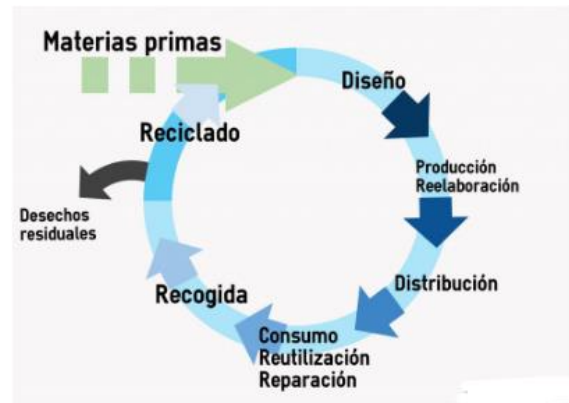 Materias primas
Diseño
Producción
Reelaboración
Distribución
Consumo
Reutilización
Reparación
Recogida
Desechos
residuales
Reciclado